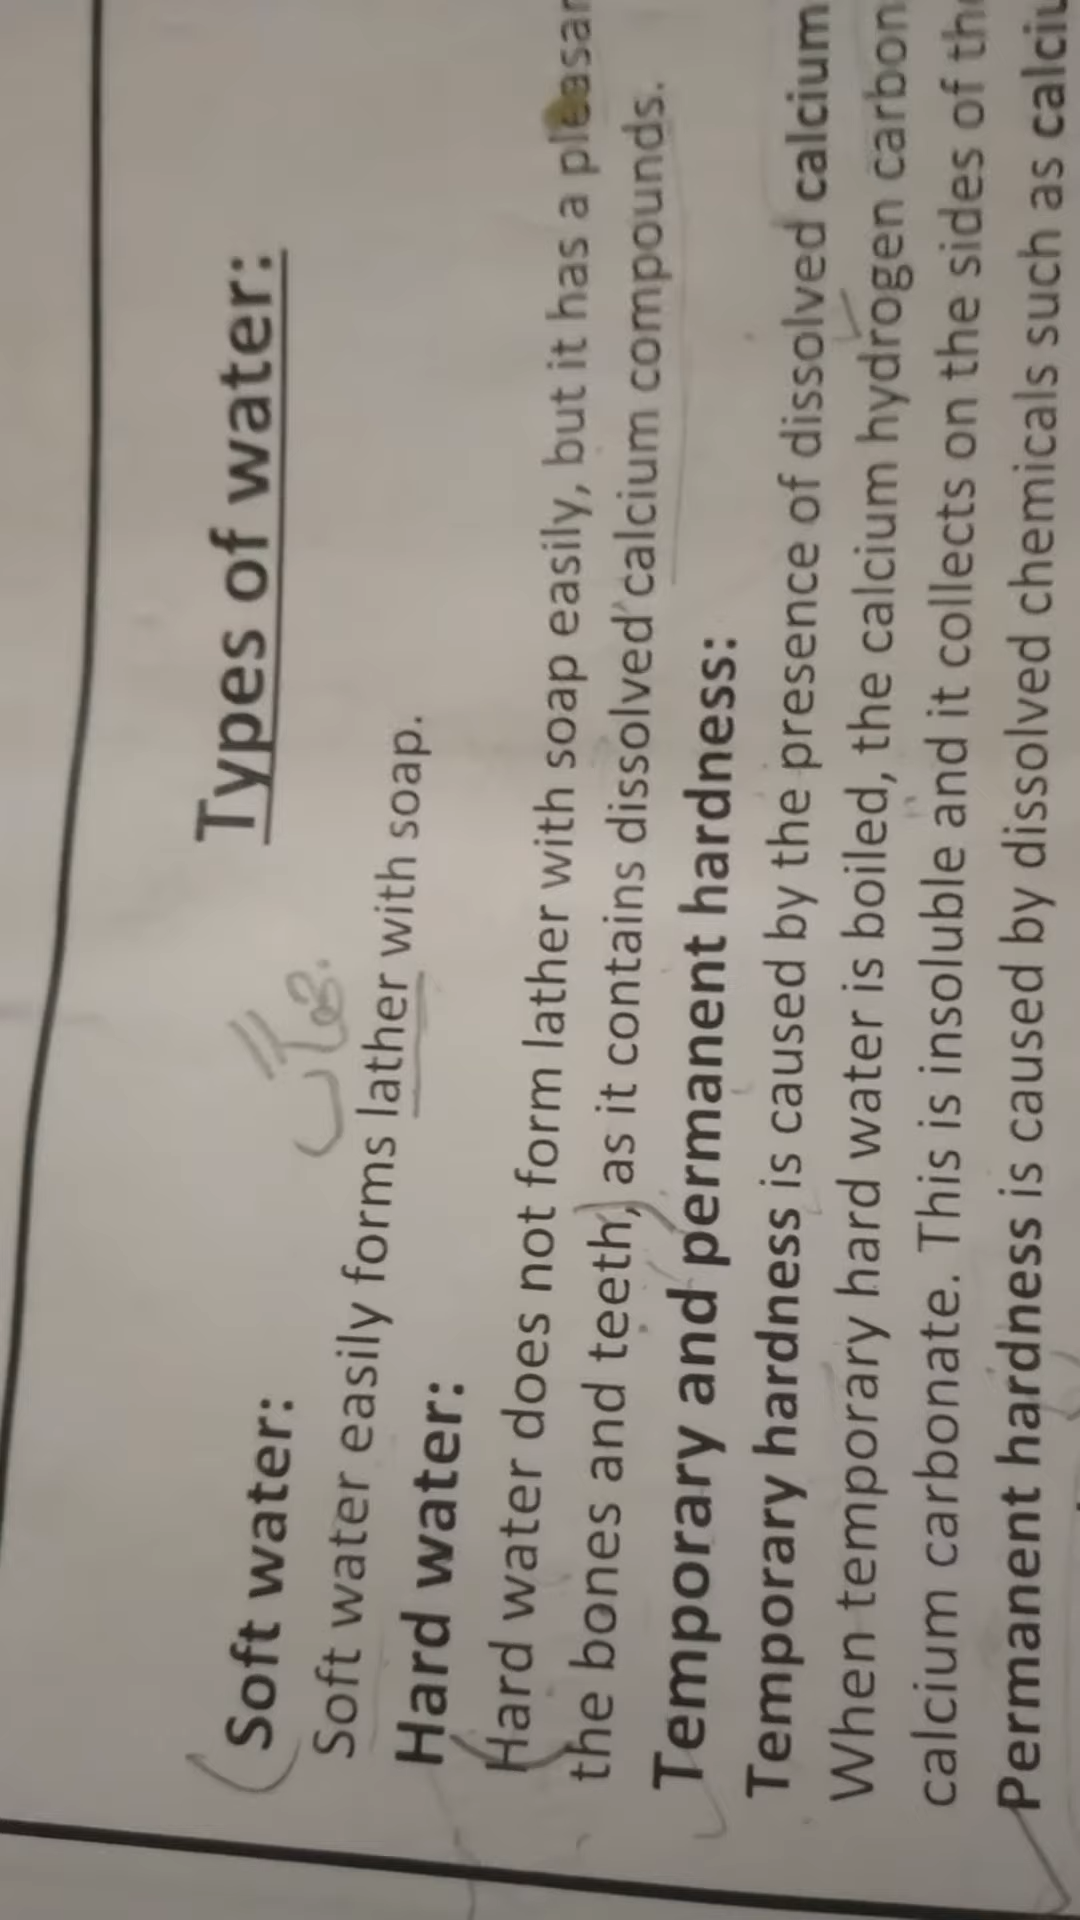 Types of water:
Soft water:
Soft water easily forms lather with soap.
Hard water:
Hard water does not form lather with soap easily, but it has a
the bones and teeth, as it contains dissolved calcium compounds.
Temporary and permanent hardness:
Temporary hardness is caused by the presence of dissolved calcium
When temporary hard water is boiled, the calcium hydrogen
calcium carbonate. This is insoluble and it collects on the sides of
Permanent hardness is caused by dissolved chemicals such as